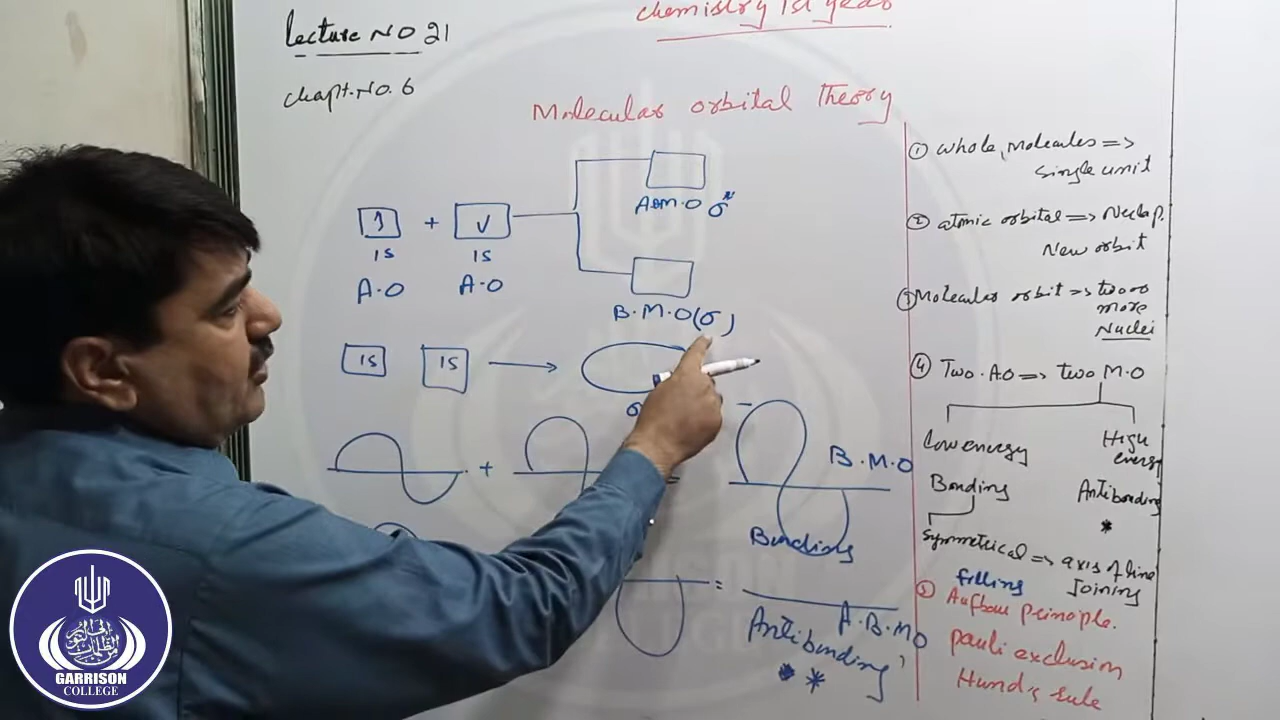 chemistry 1st year
Lecture NO 21
chapt. NO. 6
Molecular orbital Theory
1 + 
1s 1s
A.O A.O
σ*
B.M.O(σ)
1s 1s
+
B.M.O
Bonding
=
A.B.MO
Antibonding
**
① whole, Molecules =>
single unit
② atomic orbital =>
New orbit
③ Molecular orbit => two or
more
Nuclei
④ Two. AO => two M.O
Low energy
High
energy
Bonding
Antibonding
*
Symmetrical => axis of line
Joining
filling
⑤ Aufbau principle.
pauli exclusion
Hund's rule
GARRISON
COLLEGE